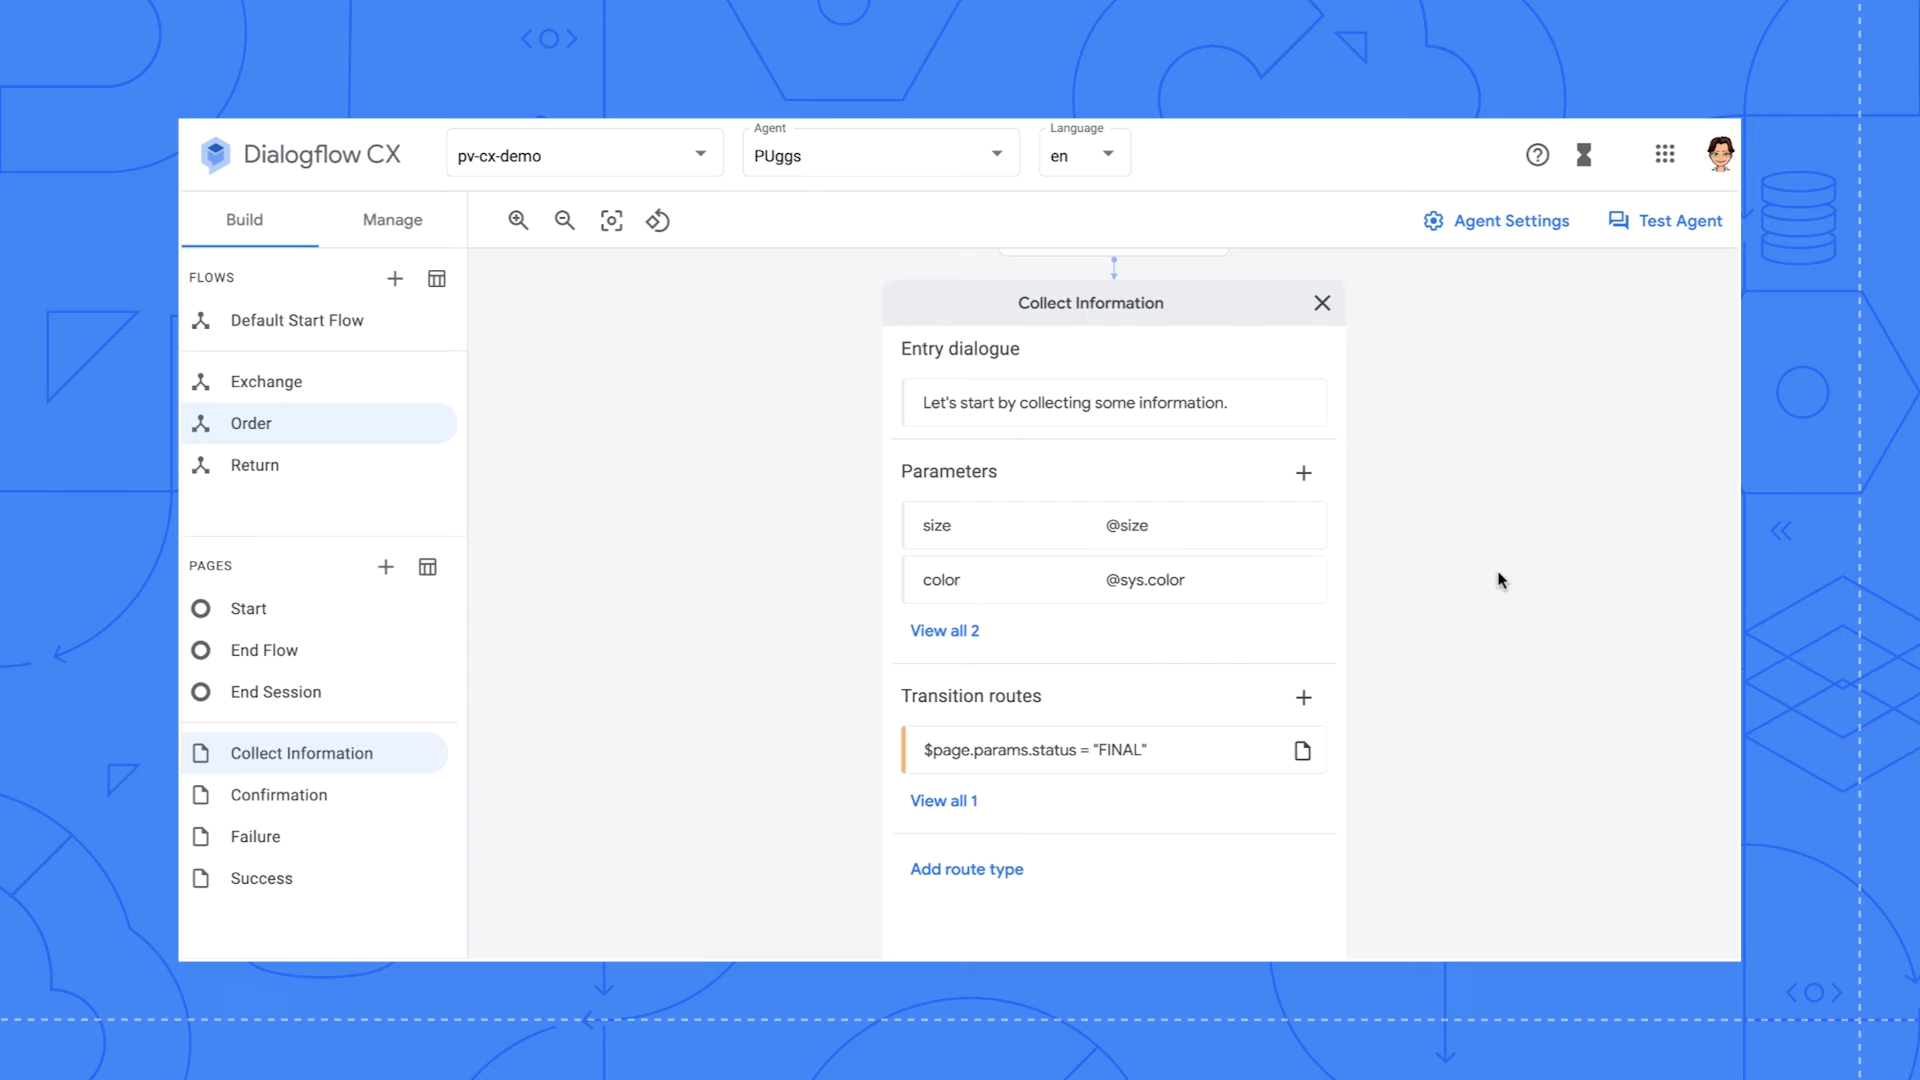 Dialogflow CX
pv-cx-demo
Agent
PUggs
Language
en
Build
Manage
Agent Settings
Test Agent
FLOWS
Default Start Flow
Exchange
Order
Return
PAGES
Start
End Flow
End Session
Collect Information
Confirmation
Failure
Success
Collect Information
Entry dialogue
Let's start by collecting some information.
Parameters
size @size
color @sys.color
View all 2
Transition routes
$page.params.status = "FINAL"
View all 1
Add route type